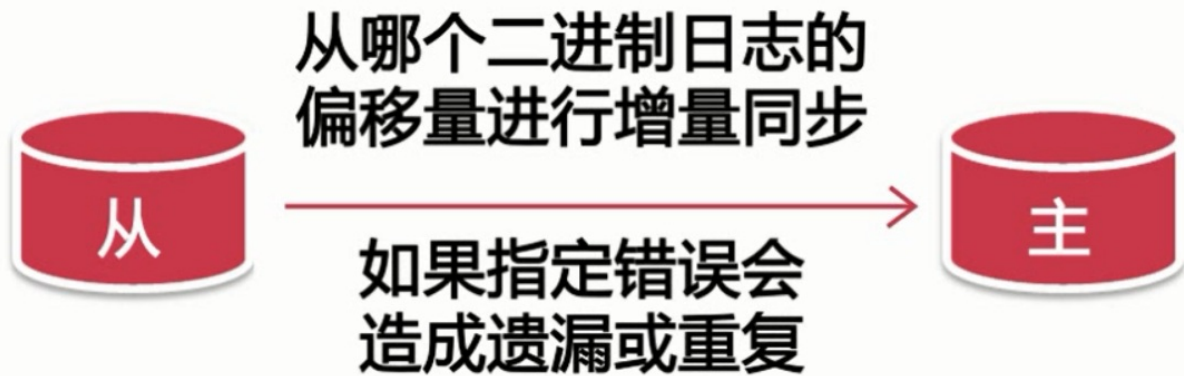 从哪个二进制日志的
偏移量进行增量同步
从
主
如果指定错误会
造成遗漏或重复